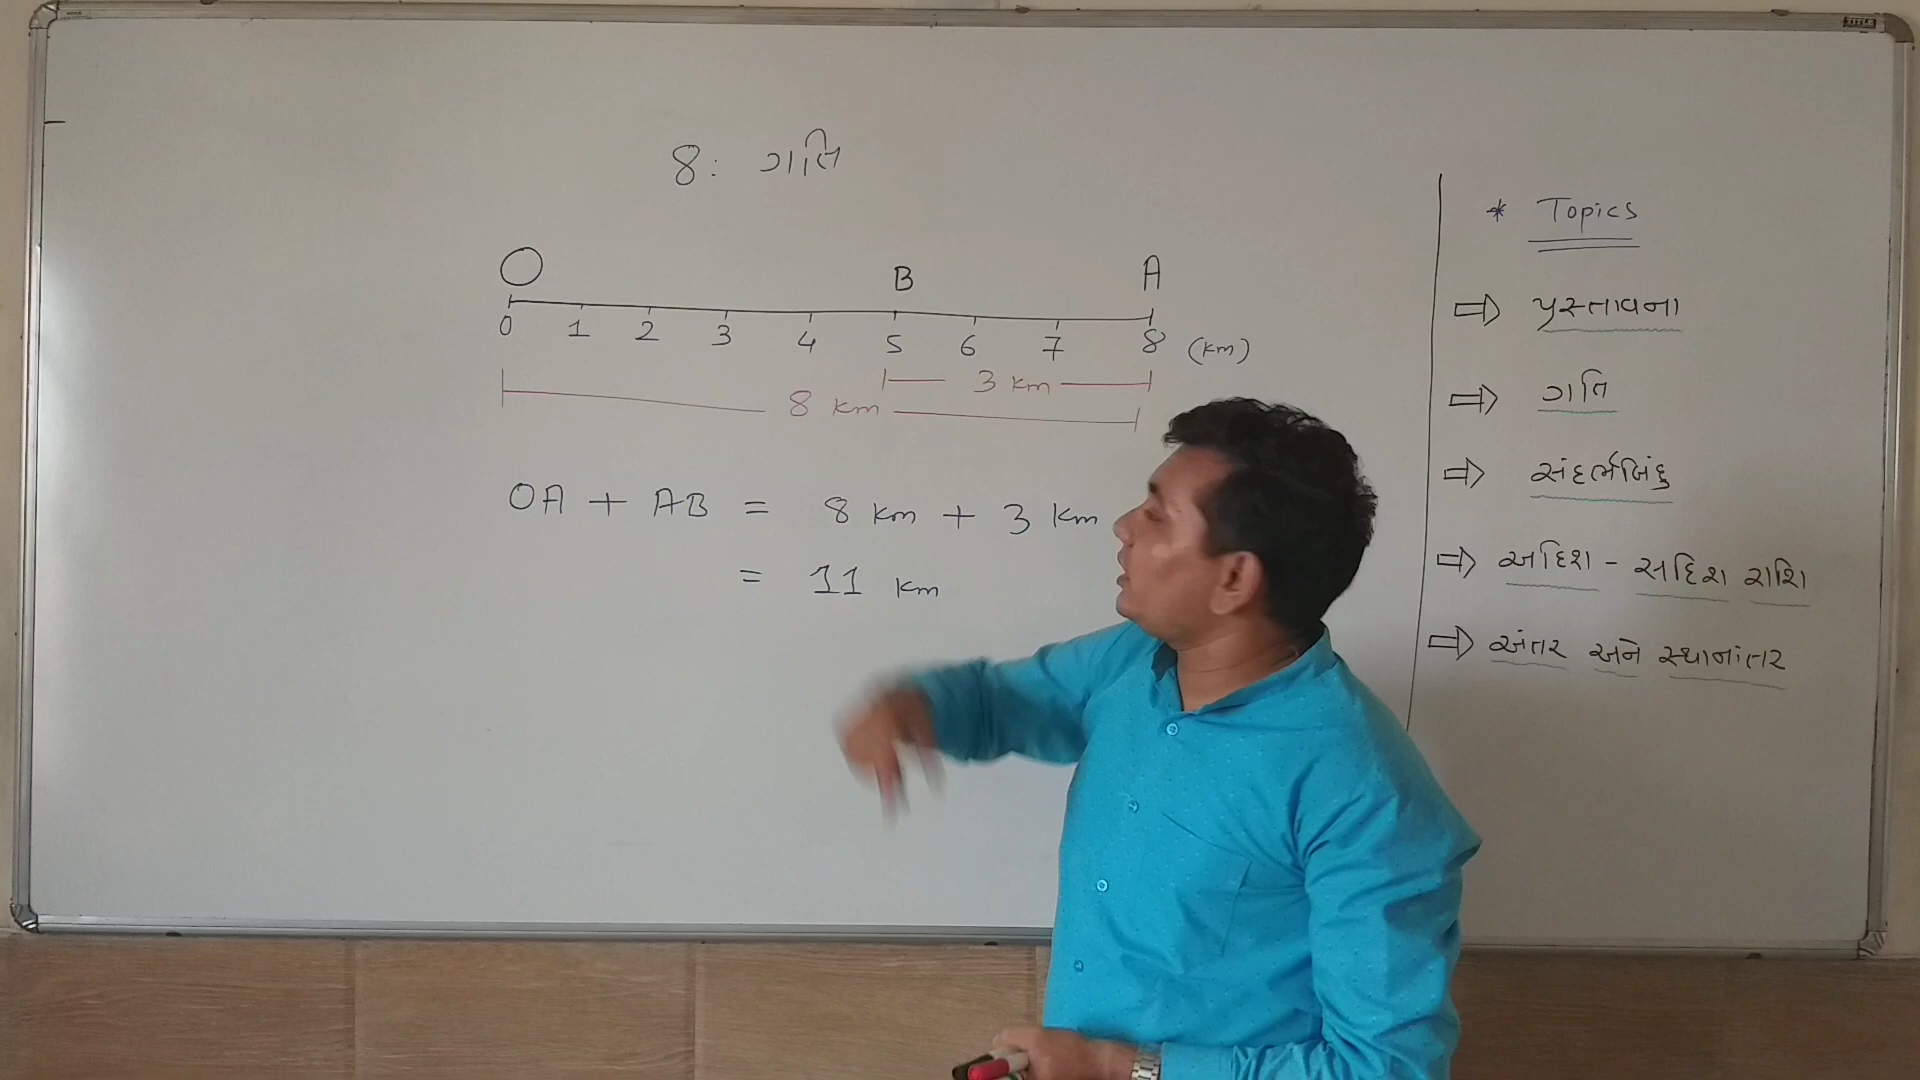 8: ગતિ
O B A
0 1 2 3 4 5 6 7 8 (km)
3 km
8 km
OA + AB = 8 km + 3 km
= 11 km
* Topics
⇨ પ્રસ્તાવના
⇨ ગતિ
⇨ સંદર્ભબિંદુ
⇨ અદિશ - સદિશ રાશિ
⇨ અંતર અને સ્થાનાંતર
TITLE